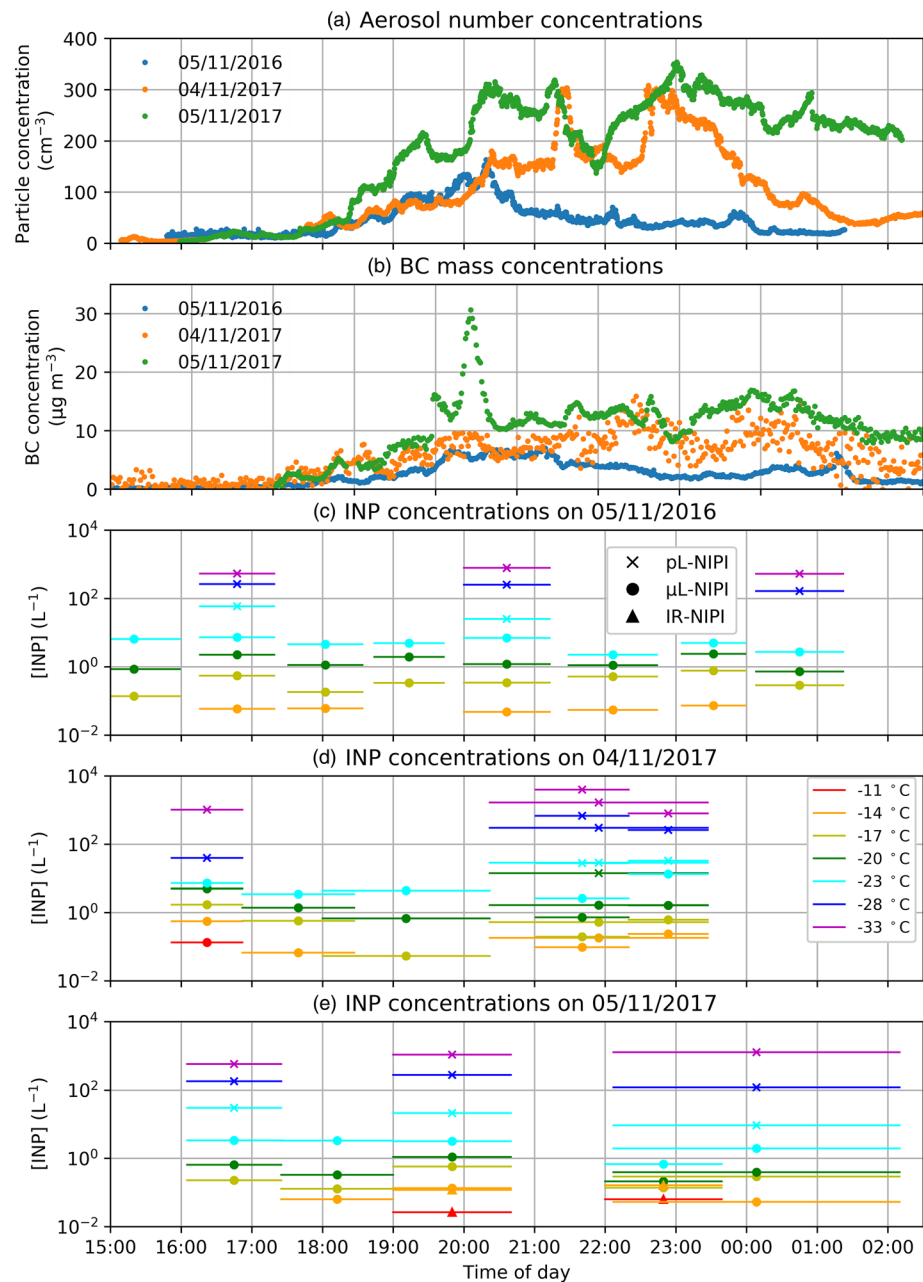 (a) Aerosol number concentrations
400
300
200
100
0
Particle concentration
(cm⁻³)
05/11/2016
04/11/2017
05/11/2017
(b) BC mass concentrations
30
20
10
0
BC concentration
(µg m⁻³)
05/11/2016
04/11/2017
05/11/2017
(c) INP concentrations on 05/11/2016
10⁴
10²
10⁰
10⁻²
[INP] (L⁻¹)
pL-NIPI
µL-NIPI
IR-NIPI
(d) INP concentrations on 04/11/2017
10⁴
10²
10⁰
10⁻²
[INP] (L⁻¹)
-11 °C
-14 °C
-17 °C
-20 °C
-23 °C
-28 °C
-33 °C
(e) INP concentrations on 05/11/2017
10⁴
10²
10⁰
10⁻²
[INP] (L⁻¹)
15:00 16:00 17:00 18:00 19:00 20:00 21:00 22:00 23:00 00:00 01:00 02:00
Time of day